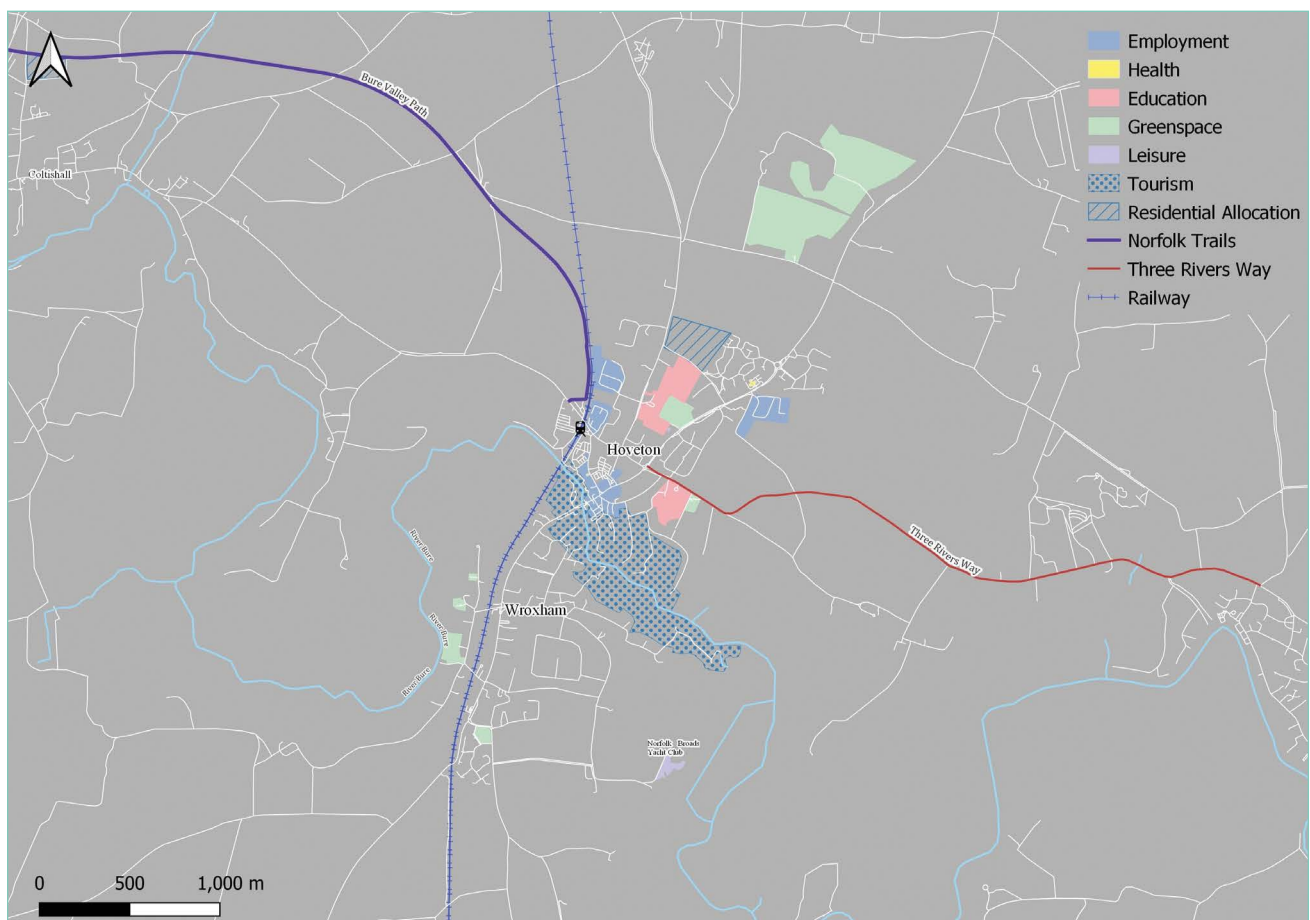 Employment
Health
Education
Greenspace
Leisure
Tourism
Residential Allocation
Norfolk Trails
Three Rivers Way
Railway
Bure Valley Path
Coltishall
Hoveton
Three Rivers Way
River Bure
Wroxham
River Bure
River Bure
Norfolk Broads
Yacht Club
0 500 1,000 m